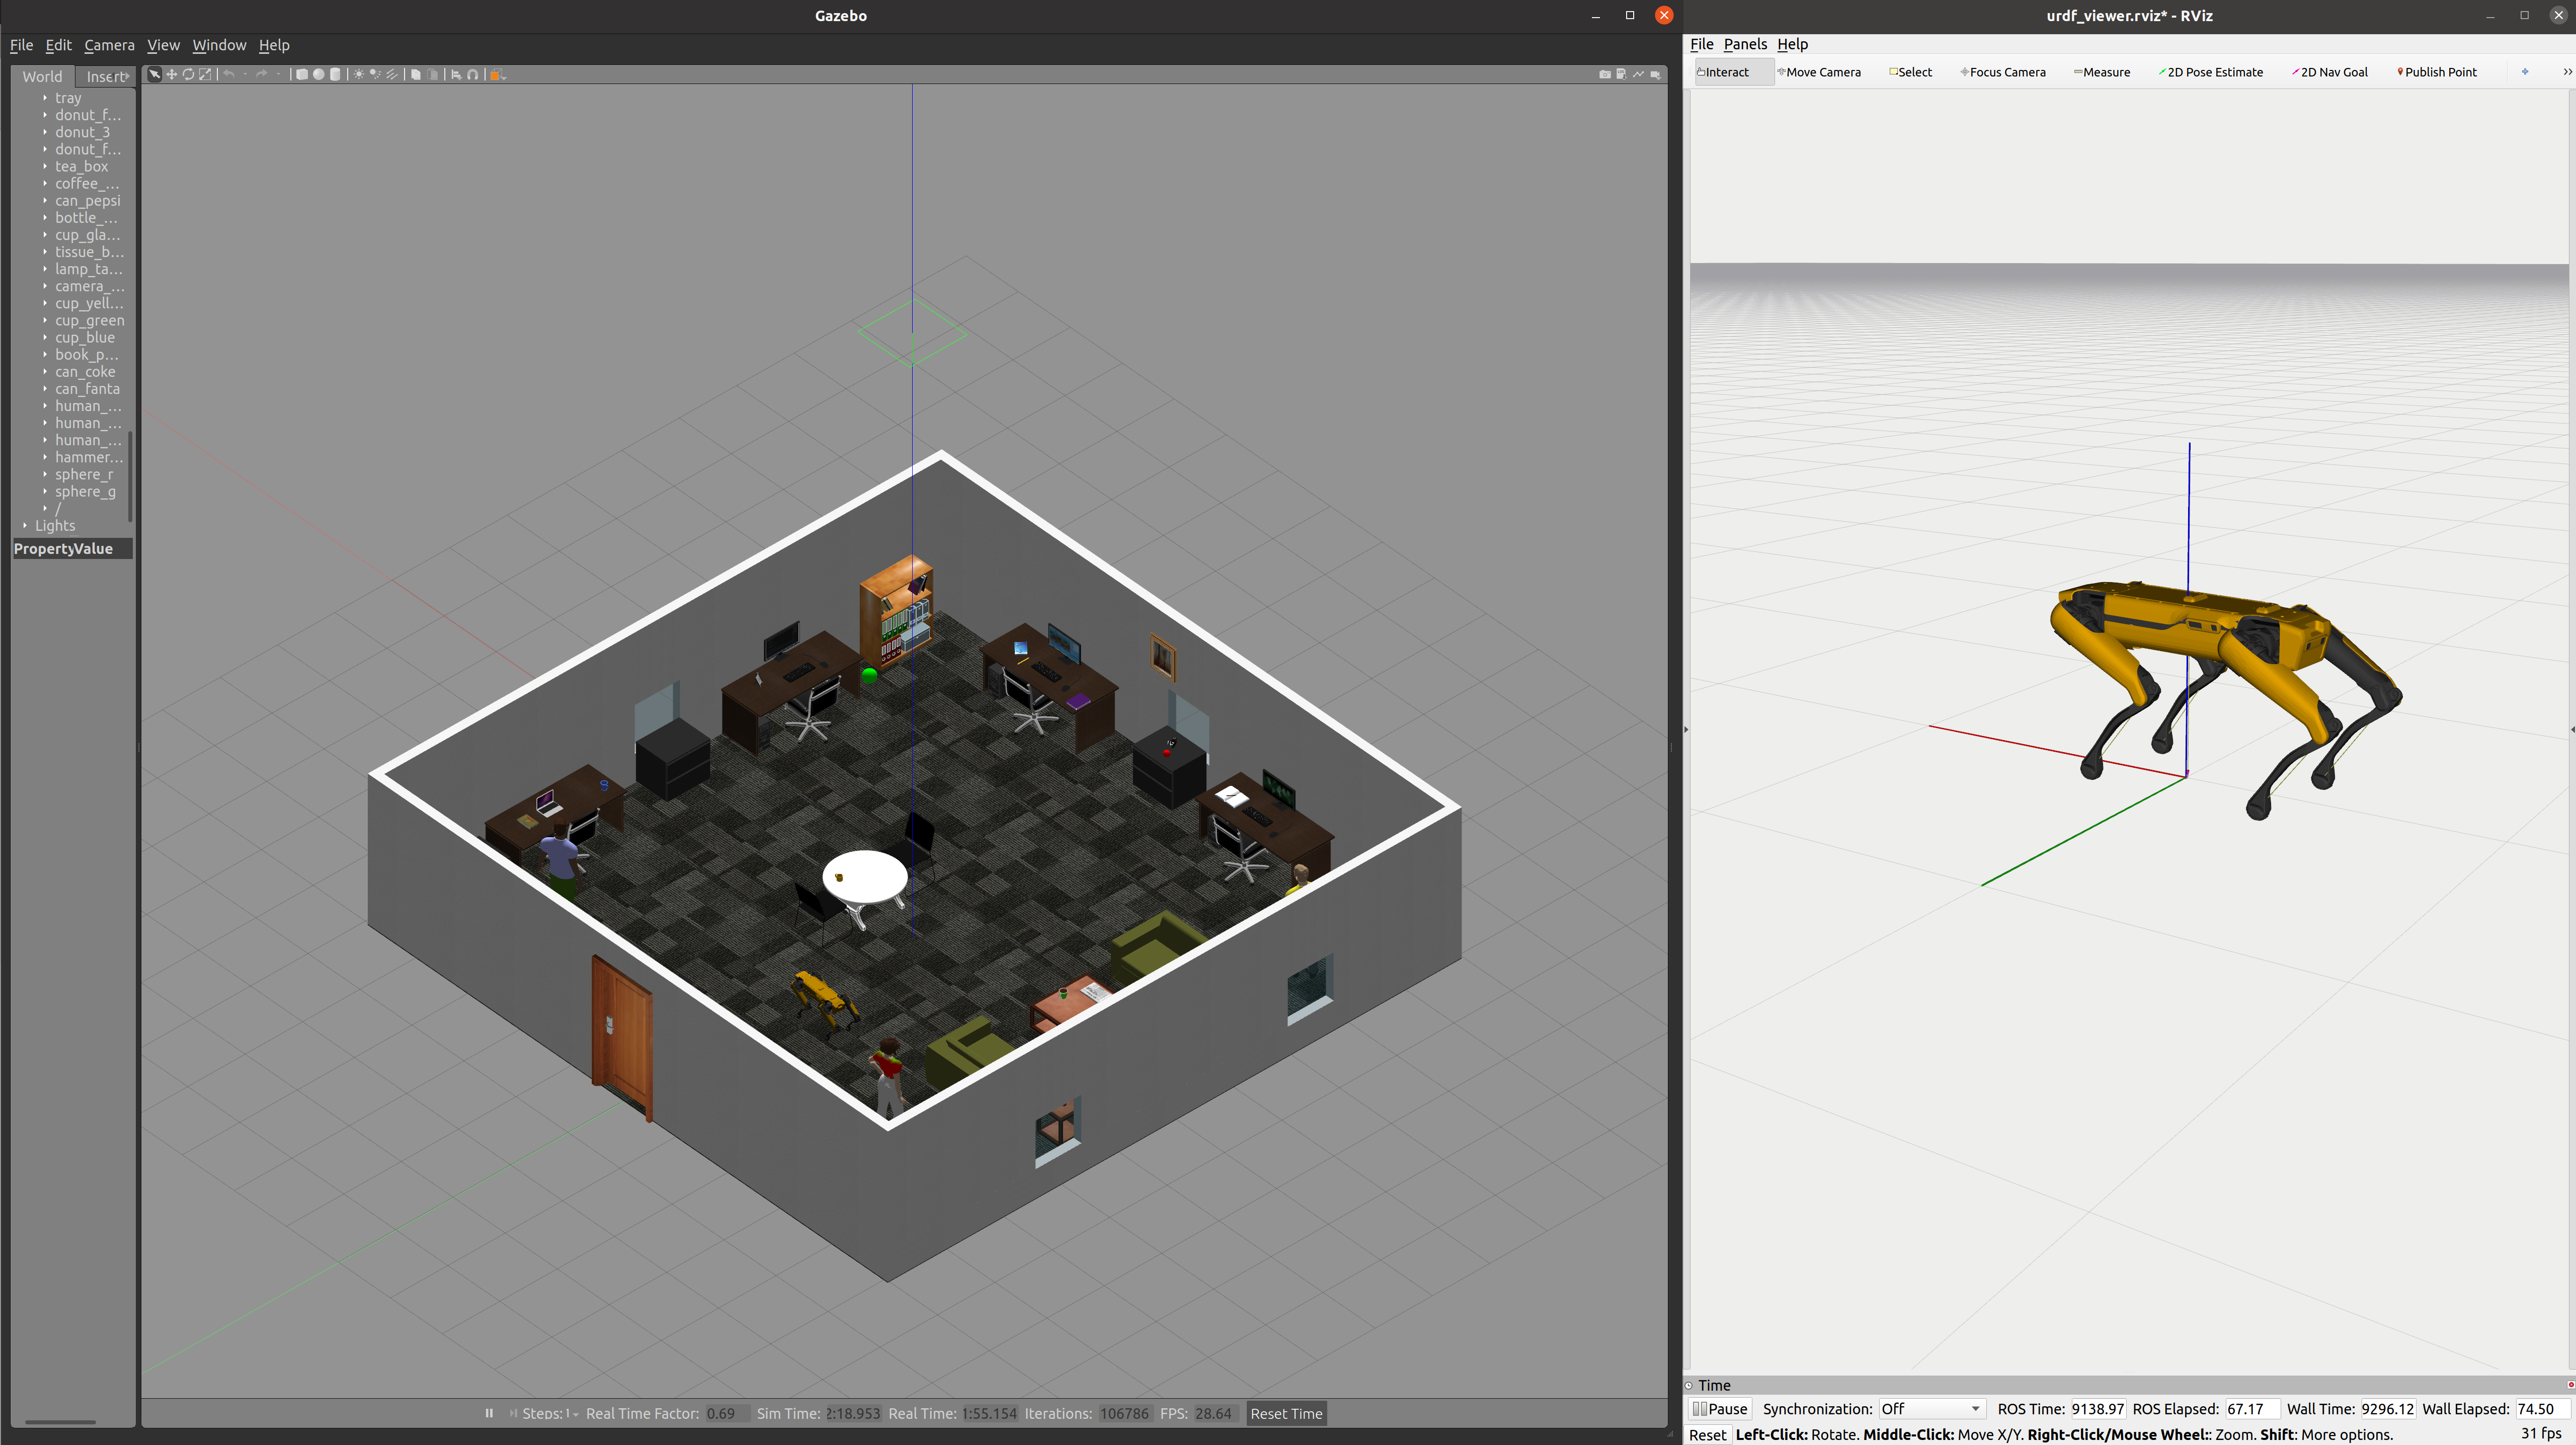 Gazebo
File Edit Camera View Window Help
World Insert
tray
donut_f...
donut_3
donut_f...
tea_box
coffee_...
can_pepsi
bottle_...
cup_gla...
tissue_b...
lamp_ta...
camera_...
cup_yell...
cup_green
cup_blue
book_p...
can_coke
can_fanta
human_...
human_...
human_...
hammer...
sphere_r
sphere_g
/
Lights
Property Value
Steps: 1 Real Time Factor: 0.69 Sim Time: 2:18.953 Real Time: 1:55.154 Iterations: 106786 FPS: 28.64 Reset Time
urdf_viewer.rviz* - RViz
File Panels Help
Interact Move Camera Select Focus Camera Measure 2D Pose Estimate 2D Nav Goal Publish Point
Time
Pause Synchronization: Off ROS Time: 9138.97 ROS Elapsed: 67.17 Wall Time: 9296.12 Wall Elapsed: 74.50
Reset Left-Click: Rotate. Middle-Click: Move X/Y. Right-Click/Mouse Wheel:: Zoom. Shift: More options. 31 fps